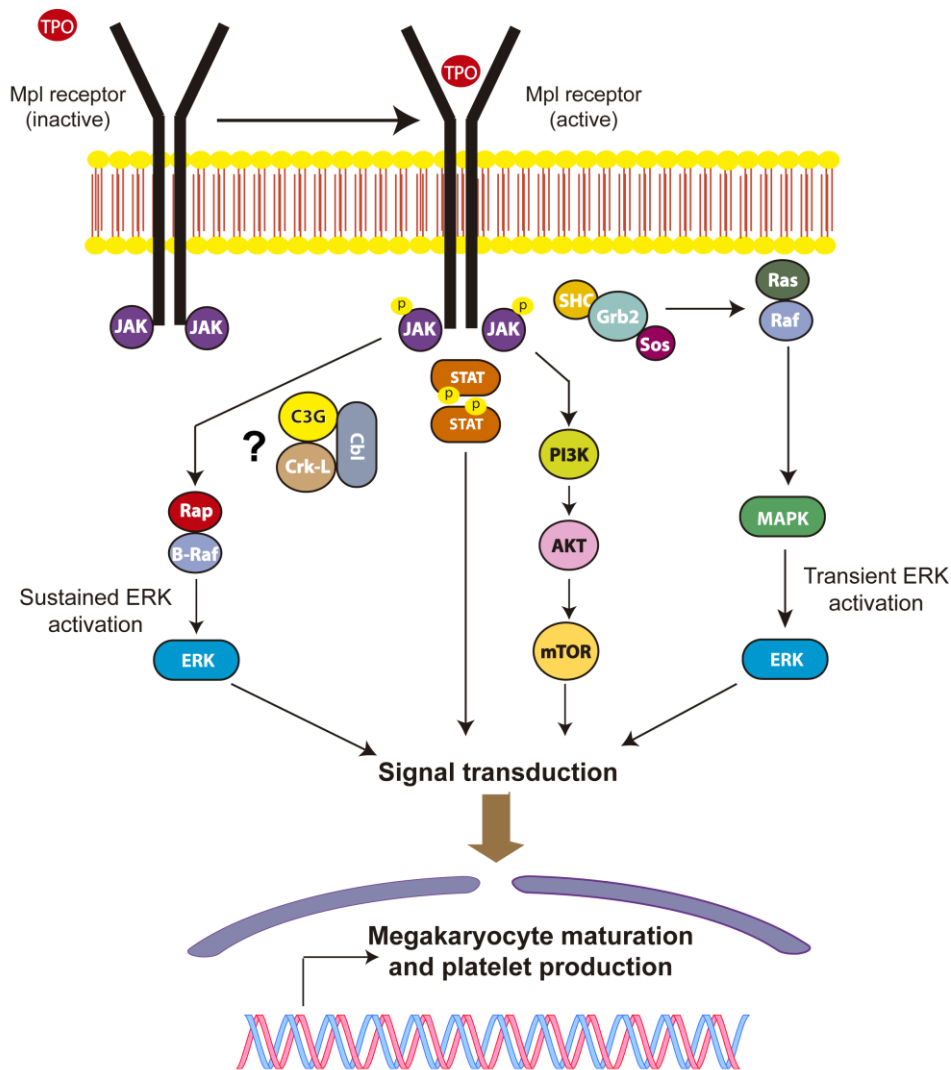 TPO
Mpl receptor
(inactive)
TPO
Mpl receptor
(active)
JAK
JAK
p
JAK
p
JAK
SHC
Grb2
Sos
Ras
Raf
STAT
p
p
STAT
?
C3G
Crk-L
Cbl
PI3K
Rap
B-Raf
AKT
MAPK
Sustained ERK
activation
Transient ERK
activation
mTOR
ERK
ERK
Signal transduction
Megakaryocyte maturation
and platelet production